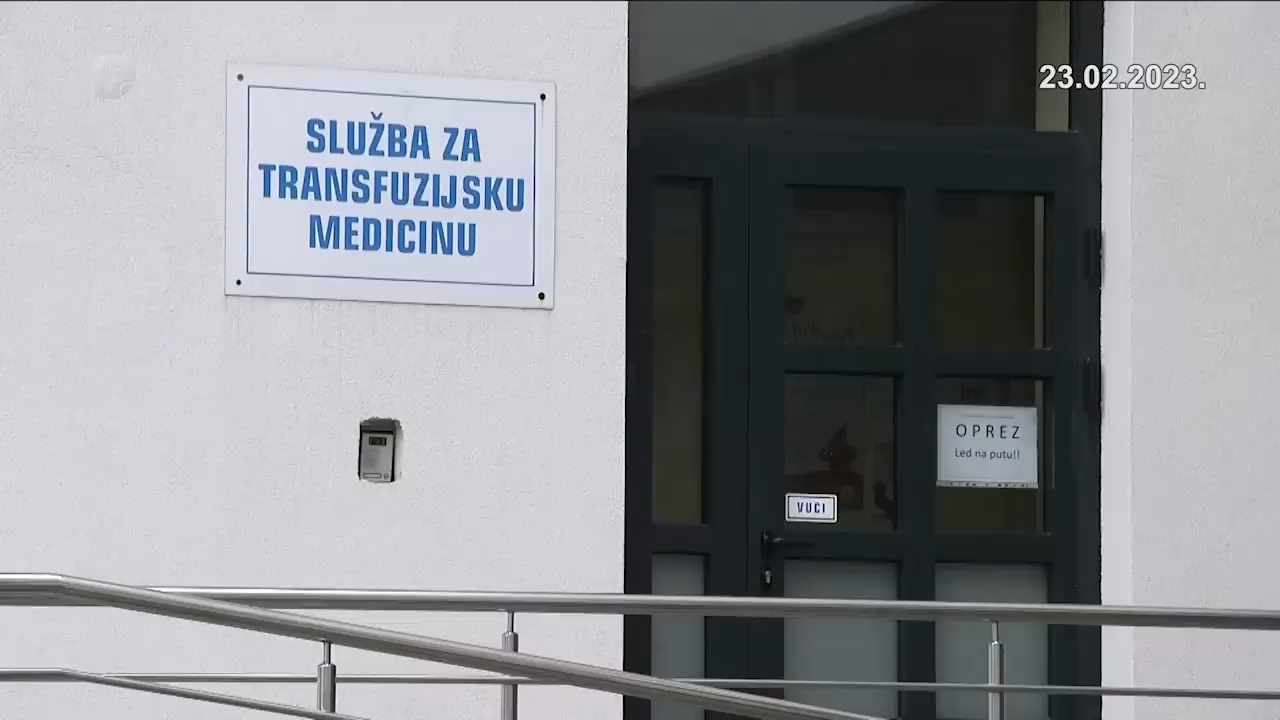 23.02.2023.
SLUŽBA ZA
TRANSFUZIJSKU
MEDICINU
OPREZ
Led na putu!!
VUCI